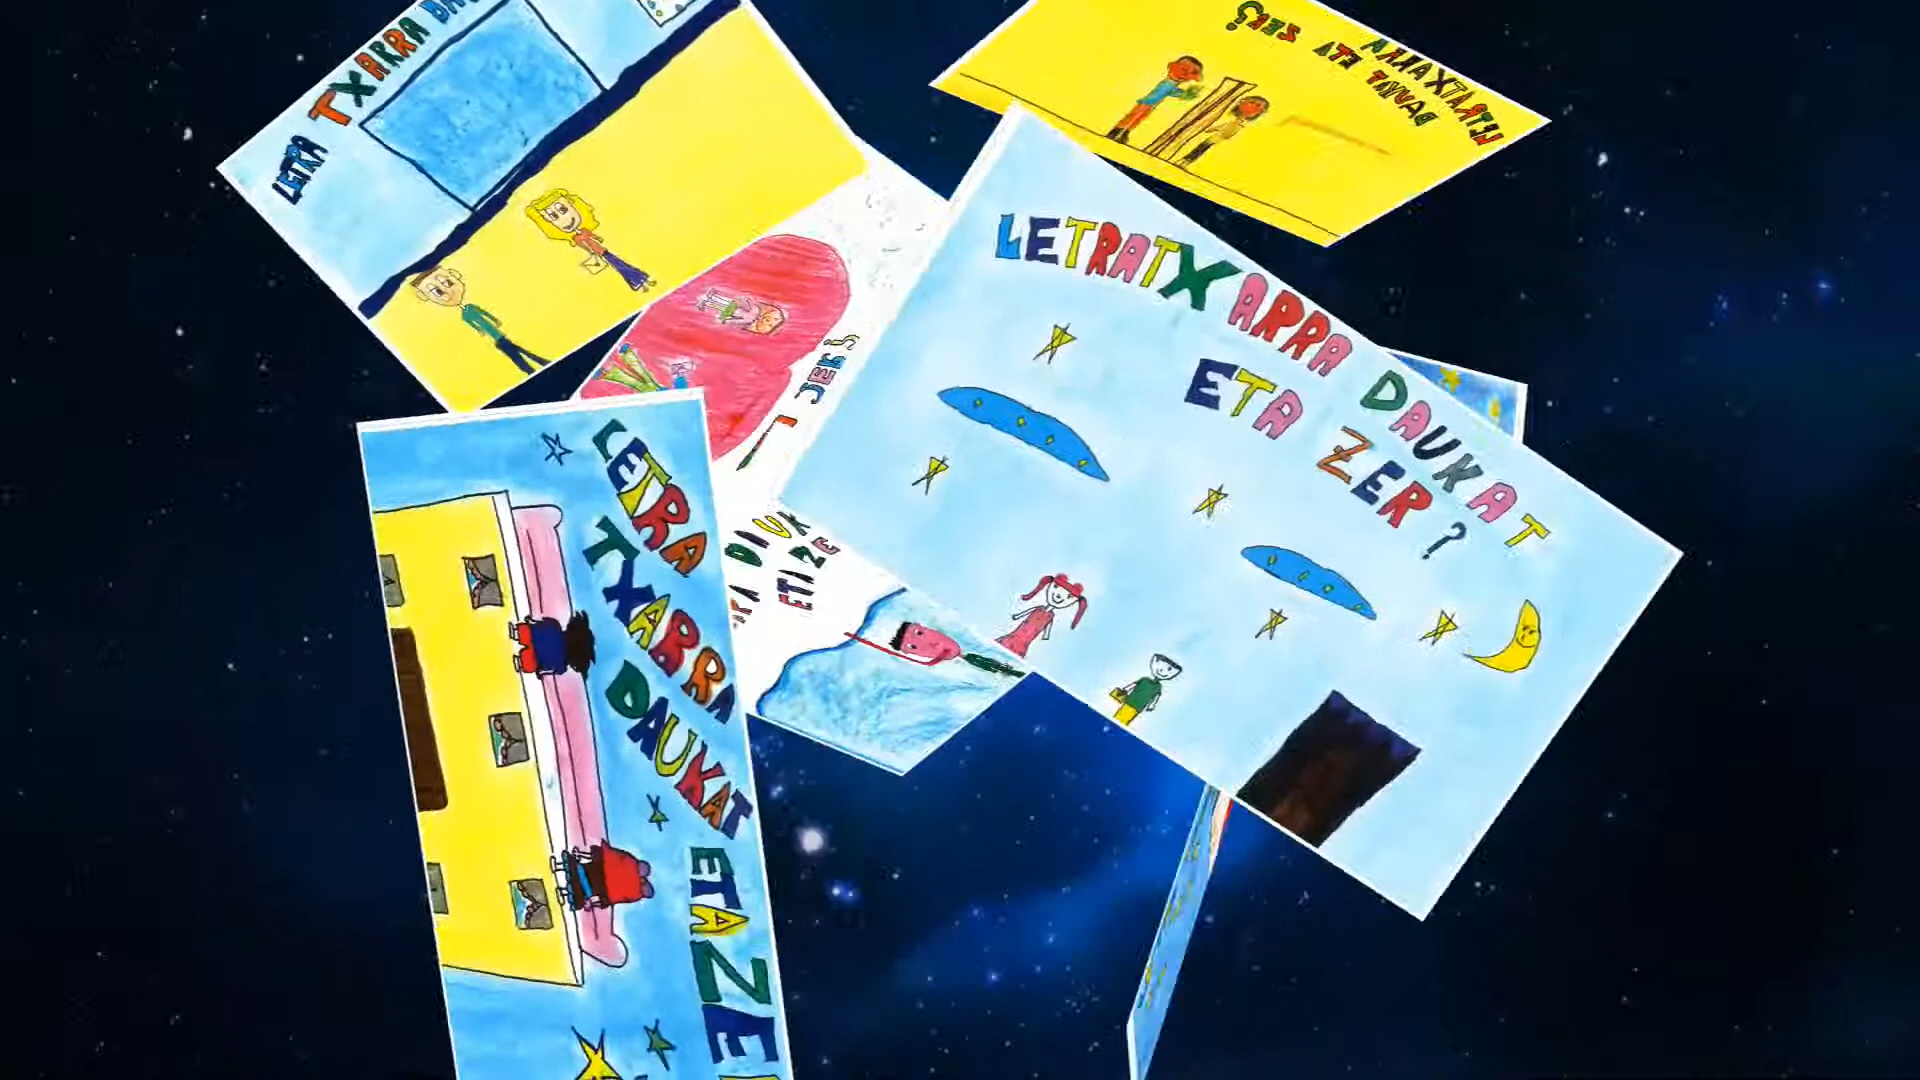 LETRA TXARRA
LETRATXARRA
DAUKAT ETA ZER?
LETRATXARRA DAUKAT
ETA ZER?
LETRA
TXARRA
DAUKAT
ETA ZE